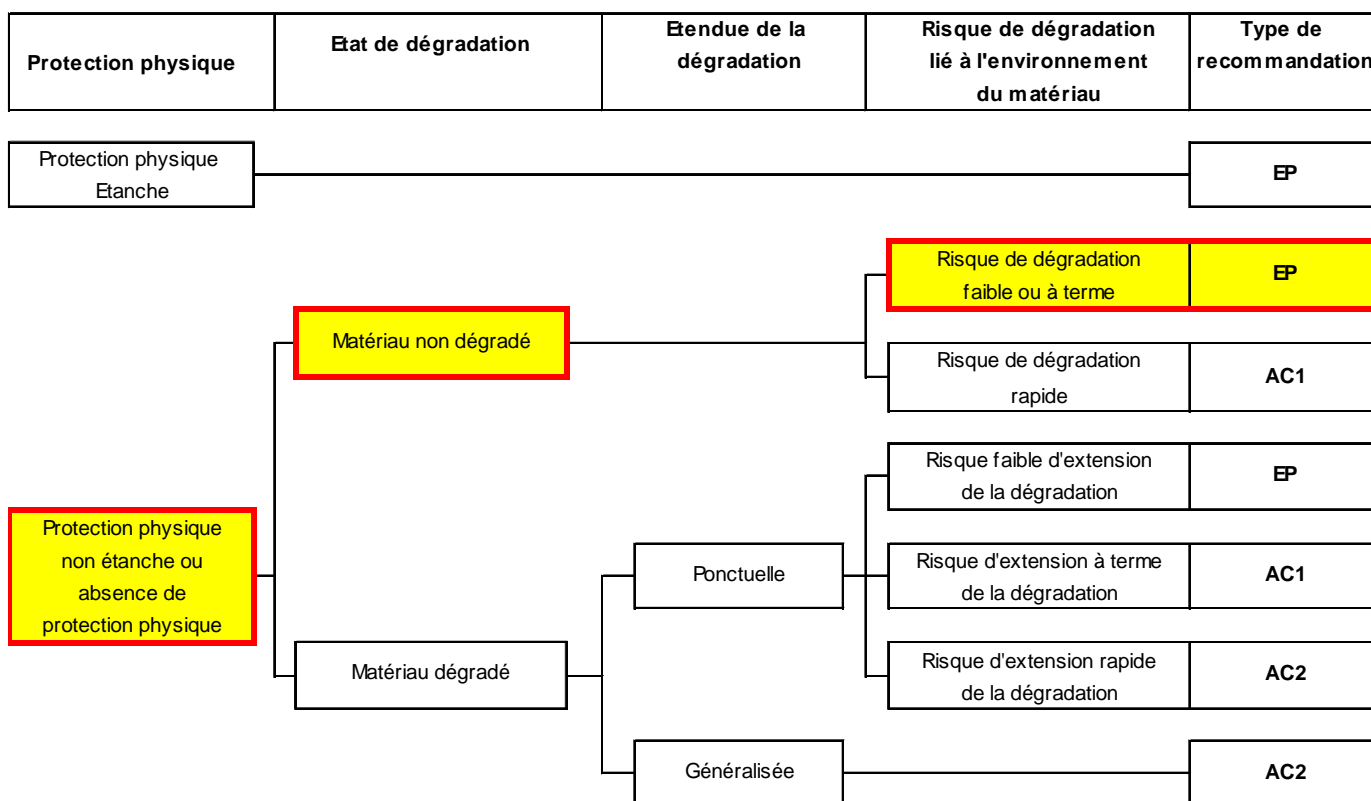 Protection physique
Etat de dégradation
Etendue de la
dégradation
Risque de dégradation
lié à l'environnement
du matériau
Type de
recommandation
Protection physique
Etanche
EP
Risque de dégradation
faible ou à terme
EP
Matériau non dégradé
Risque de dégradation
rapide
AC1
Risque faible d'extension
de la dégradation
EP
Protection physique
non étanche ou
absence de
protection physique
Ponctuelle
Risque d'extension à terme
de la dégradation
AC1
Matériau dégradé
Risque d'extension rapide
de la dégradation
AC2
Généralisée
AC2